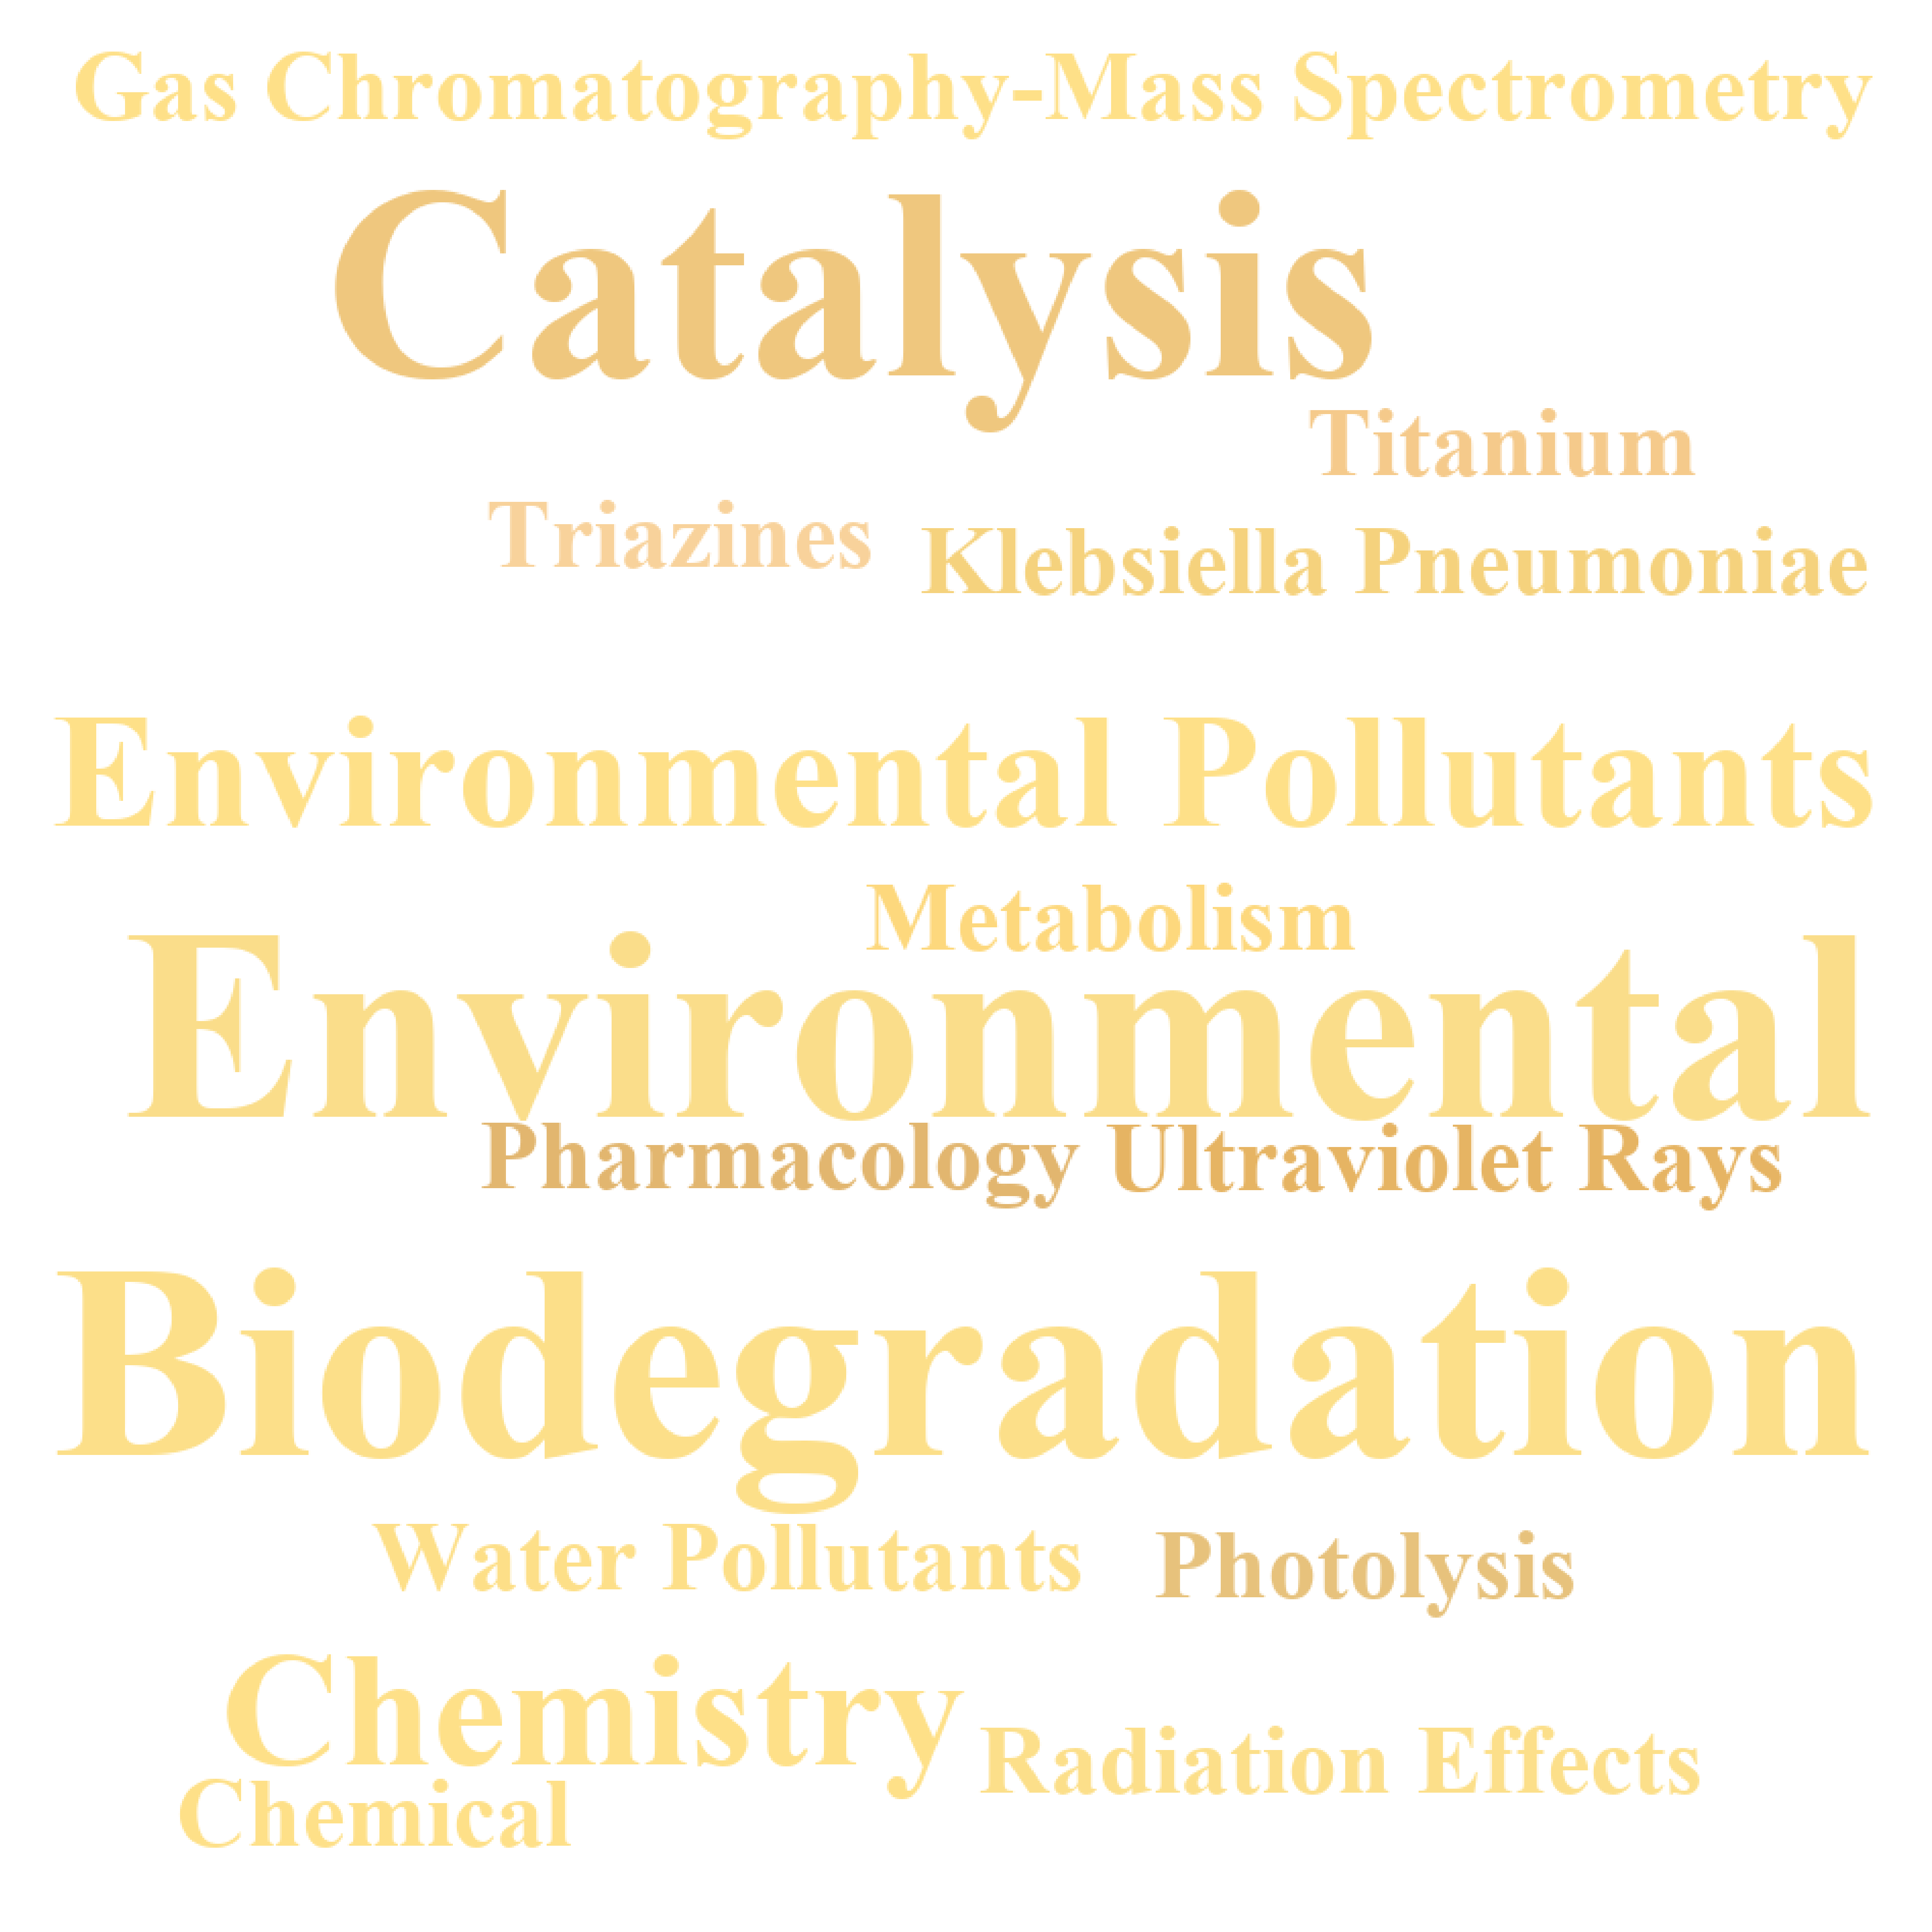 Gas Chromatography-Mass Spectrometry
Catalysis
Titanium
Triazines
Klebsiella Pneumoniae
Environmental Pollutants
Metabolism
Environmental
Pharmacology
Ultraviolet Rays
Biodegradation
Water Pollutants
Photolysis
Chemistry
Radiation Effects
Chemical